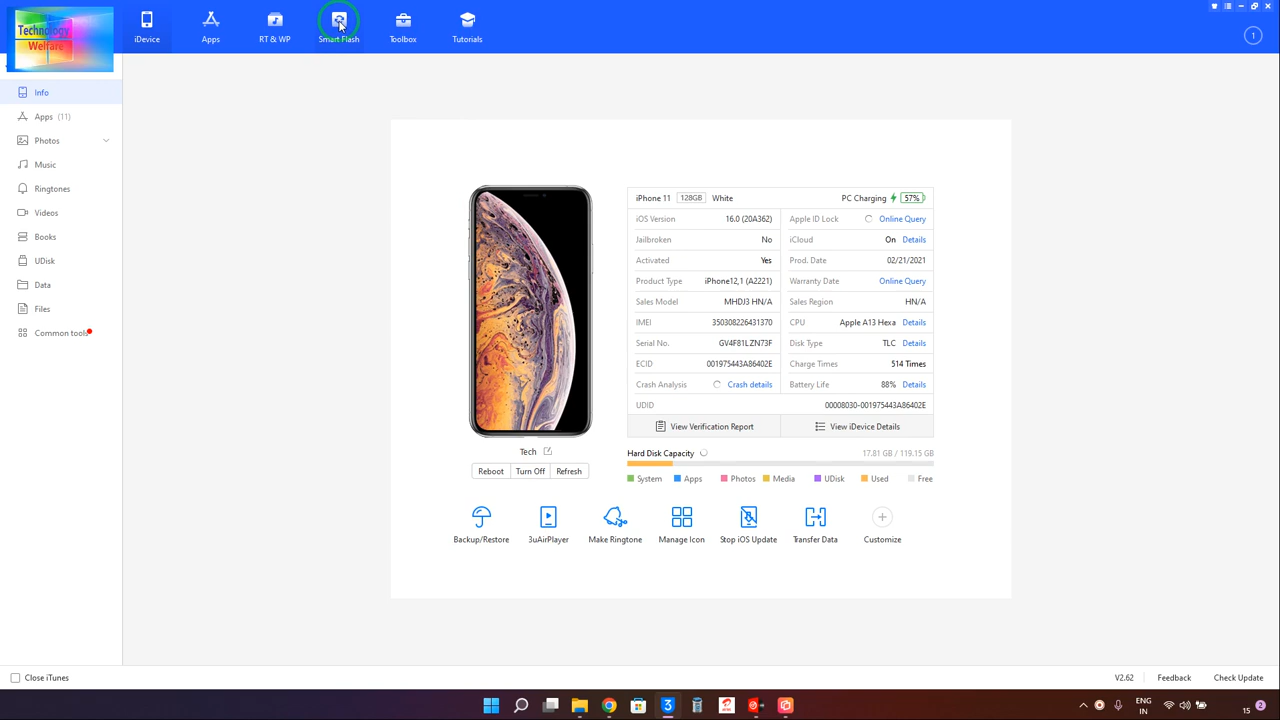 Technology
Welfare
iDevice
Apps
RT & WP
Smart Flash
Toolbox
Tutorials
1
Info
Apps (11)
Photos
Music
Ringtones
Videos
Books
UDisk
Data
Files
Common tools
iPhone 11 128GB White PC Charging 57%
iOS Version 16.0 (20A362) Apple ID Lock Online Query
Jailbroken No iCloud On Details
Activated Yes Prod. Date 02/21/2021
Product Type iPhone12,1 (A2221) Warranty Date Online Query
Sales Model MHDJ3 HN/A Sales Region HN/A
IMEI 350308226431370 CPU Apple A13 Hexa Details
Serial No. GV4F81LZN73F Disk Type TLC Details
ECID 001975443A86402E Charge Times 514 Times
Crash Analysis Crash details Battery Life 88% Details
UDID 00008030-001975443A86402E
View Verification Report View iDevice Details
Tech
Hard Disk Capacity 17.81 GB / 119.15 GB
Reboot Turn Off Refresh
System Apps Photos Media UDisk Used Free
Backup/Restore 3uAirPlayer Make Ringtone Manage Icon Stop iOS Update Transfer Data Customize
Close iTunes V2.62 Feedback Check Update
3
airtel
ENG
IN
15
2